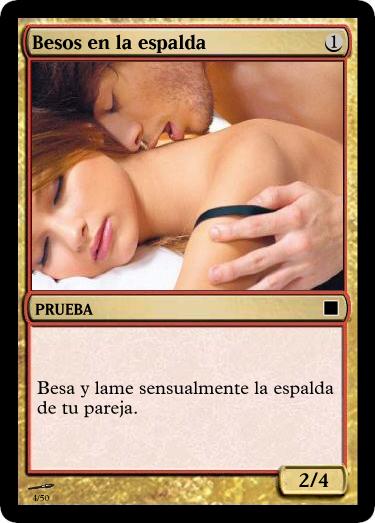 Besos en la espalda 1
PRUEBA
Besa y lame sensualmente la espalda
de tu pareja.
2/4
4/50